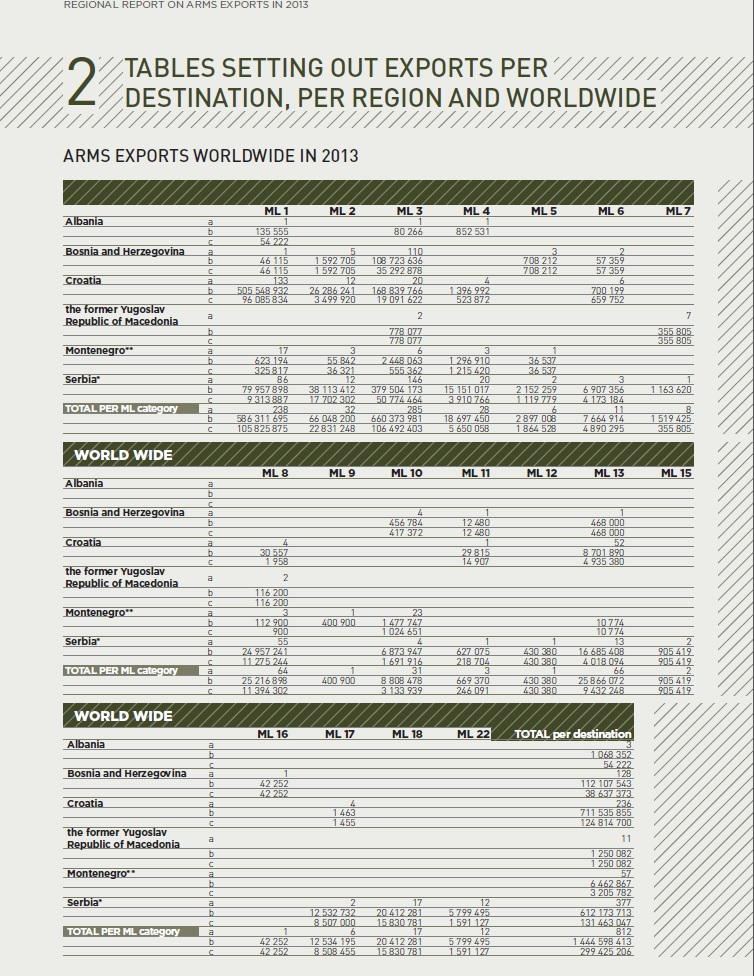 REGIONAL REPORT ON ARMS EXPORTS IN 2013
2 TABLES SETTING OUT EXPORTS PER
DESTINATION, PER REGION AND WORLDWIDE
ARMS EXPORTS WORLDWIDE IN 2013
ML 1 ML 2 ML 3 ML 4 ML 5 ML 6 ML 7
Albania a 1 1 1
b 135 555 80 266 852 531
c 54 222
Bosnia and Herzegovina a 1 5 110 3 2
b 46 115 1 592 705 108 723 636 708 212 57 359
c 46 115 1 592 705 35 292 878 708 212 57 359
Croatia a 133 12 20 4 6
b 505 548 932 26 286 241 168 839 766 1 396 992 700 199
c 96 085 834 3 499 920 19 091 622 523 872 659 752
the former Yugoslav
Republic of Macedonia a 2 7
b 778 077 355 805
c 778 077 355 805
Montenegro** a 17 3 6 3 1
b 623 194 55 842 2 448 063 1 296 910 36 537
c 325 817 36 321 555 362 1 215 420 36 537
Serbia* a 86 12 146 20 2 3 1
b 79 957 898 38 113 412 379 504 173 15 151 017 2 152 259 6 907 356 1 163 620
c 9 313 887 17 702 302 50 774 464 3 910 766 1 119 779 4 173 184
TOTAL PER ML category a 238 32 285 28 6 11 8
b 586 311 695 66 048 200 660 373 981 18 697 450 2 897 008 7 664 914 1 519 425
c 105 825 875 22 831 248 106 492 403 5 650 058 1 864 528 4 890 295 355 805
WORLD WIDE
ML 8 ML 9 ML 10 ML 11 ML 12 ML 13 ML 15
Albania a
b
c
Bosnia and Herzegovina a 4 1 1
b 456 784 12 480 468 000
c 417 372 12 480 468 000
Croatia a 4 1 52
b 30 557 29 815 8 701 890
c 1 958 14 907 4 935 380
the former Yugoslav
Republic of Macedonia a 2
b 116 200
c 116 200
Montenegro** a 3 1 23
b 112 900 400 900 1 477 747 10 774
c 900 1 024 651 10 774
Serbia* a 55 4 1 1 13 2
b 24 957 241 6 873 947 627 075 430 380 16 685 408 905 419
c 11 275 244 1 691 916 218 704 430 380 4 018 094 905 419
TOTAL PER ML category a 64 1 31 3 1 66 2
b 25 216 898 400 900 8 808 478 669 370 430 380 25 866 072 905 419
c 11 394 302 3 133 939 246 091 430 380 9 432 248 905 419
WORLD WIDE
ML 16 ML 17 ML 18 ML 22 TOTAL per destination
Albania a 3
b 1 068 352
c 54 222
Bosnia and Herzegovina a 1 128
b 42 252 112 107 543
c 42 252 38 637 373
Croatia a 4 236
b 1 463 711 535 855
c 1 455 124 814 700
the former Yugoslav
Republic of Macedonia a 11
b 1 250 082
c 1 250 082
Montenegro** a 57
b 6 462 867
c 3 205 782
Serbia* a 2 17 12 377
b 12 532 732 20 412 281 5 799 495 612 173 713
c 8 507 000 15 830 781 1 591 127 131 463 047
TOTAL PER ML category a 1 6 17 12 812
b 42 252 12 534 195 20 412 281 5 799 495 1 444 598 413
c 42 252 8 508 455 15 830 781 1 591 127 299 425 206